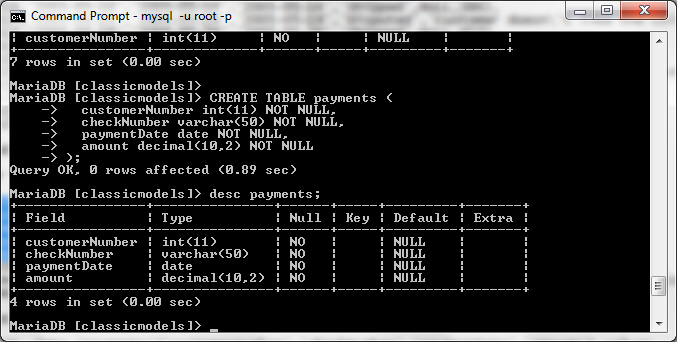 Command Prompt - mysql -u root -p
| customerNumber | int(11) | NO | | NULL | |
+----------------+---------------+------+-----+---------+-------+
7 rows in set (0.00 sec)
MariaDB [classicmodels]>
MariaDB [classicmodels]> CREATE TABLE payments (
-> customerNumber int(11) NOT NULL,
-> checkNumber varchar(50) NOT NULL,
-> paymentDate date NOT NULL,
-> amount decimal(10,2) NOT NULL
-> );
Query OK, 0 rows affected (0.89 sec)
MariaDB [classicmodels]> desc payments;
+----------------+---------------+------+-----+---------+-------+
| Field | Type | Null | Key | Default | Extra |
+----------------+---------------+------+-----+---------+-------+
| customerNumber | int(11) | NO | | NULL | |
| checkNumber | varchar(50) | NO | | NULL | |
| paymentDate | date | NO | | NULL | |
| amount | decimal(10,2) | NO | | NULL | |
+----------------+---------------+------+-----+---------+-------+
4 rows in set (0.00 sec)
MariaDB [classicmodels]> _